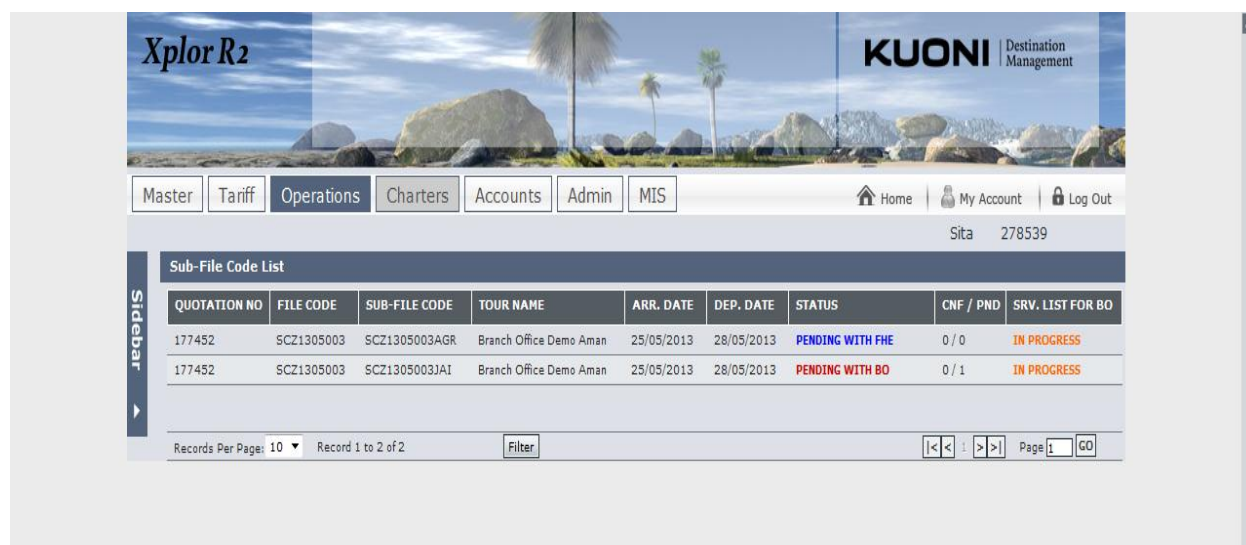 Xplor R2
KUONI Destination Management
Master Tariff Operations Charters Accounts Admin MIS Home My Account Log Out
Sita 278539
Sidebar
Sub-File Code List
QUOTATION NO FILE CODE SUB-FILE CODE TOUR NAME ARR. DATE DEP. DATE STATUS CNF / PND SRV. LIST FOR BO
177452 SCZ1305003 SCZ1305003AGR Branch Office Demo Aman 25/05/2013 28/05/2013 PENDING WITH FHE 0 / 0 IN PROGRESS
177452 SCZ1305003 SCZ1305003JAI Branch Office Demo Aman 25/05/2013 28/05/2013 PENDING WITH BO 0 / 1 IN PROGRESS
Records Per Page: 10 Record 1 to 2 of 2 Filter |< < 1 > >| Page 1 GO